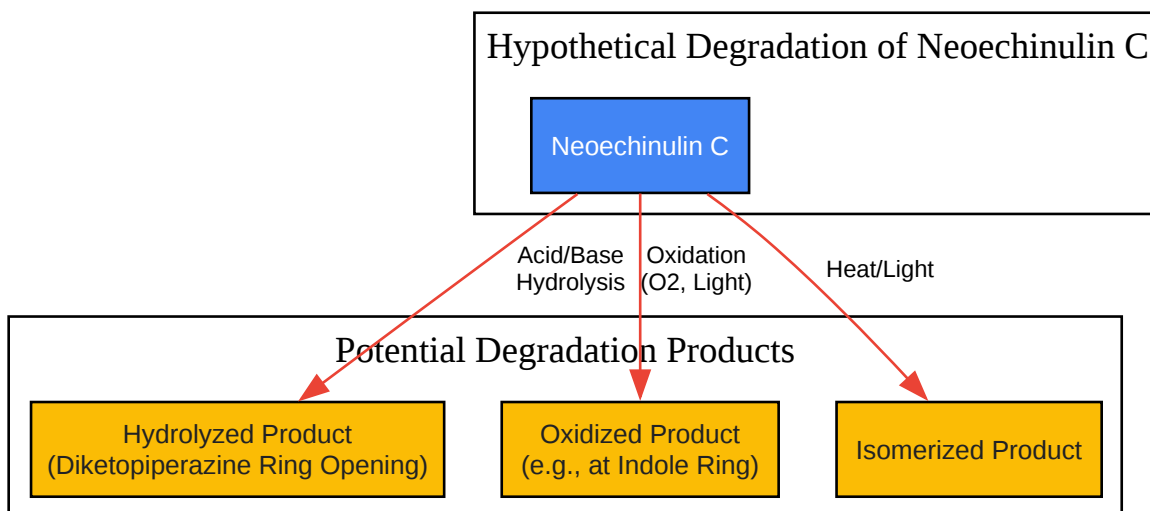 Hypothetical Degradation of Neoechinulin C
Neoechinulin C
Acid/Base
Hydrolysis
Oxidation
(O2, Light)
Heat/Light
Potential Degradation Products
Hydrolyzed Product
(Diketopiperazine Ring Opening)
Oxidized Product
(e.g., at Indole Ring)
Isomerized Product